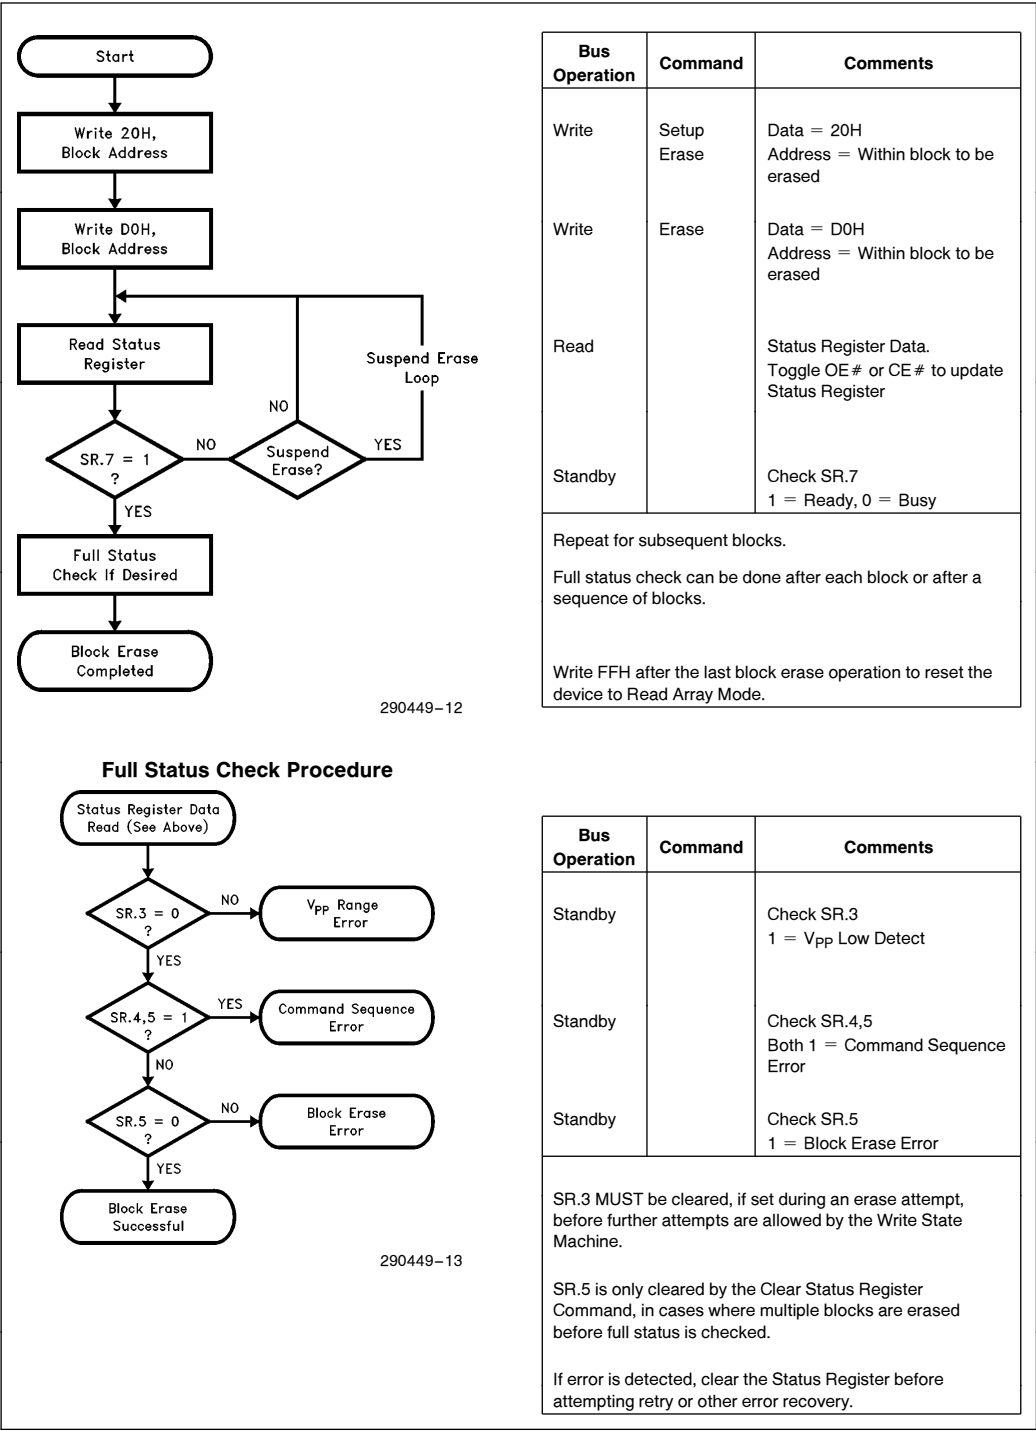 Start
Write 20H,
Block Address
Write D0H,
Block Address
Read Status
Register
Suspend Erase
Loop
NO
SR.7 = 1
?
NO
Suspend
Erase?
YES
YES
Full Status
Check If Desired
Block Erase
Completed
290449–12
Bus
Operation
Command
Comments
Write
Setup
Erase
Data = 20H
Address = Within block to be
erased
Write
Erase
Data = D0H
Address = Within block to be
erased
Read
Status Register Data.
Toggle OE# or CE# to update
Status Register
Standby
Check SR.7
1 = Ready, 0 = Busy
Repeat for subsequent blocks.
Full status check can be done after each block or after a
sequence of blocks.
Write FFH after the last block erase operation to reset the
device to Read Array Mode.
Full Status Check Procedure
Status Register Data
Read (See Above)
SR.3 = 0
?
NO
VPP Range
Error
YES
SR.4,5 = 1
?
YES
Command Sequence
Error
NO
SR.5 = 0
?
NO
Block Erase
Error
YES
Block Erase
Successful
290449–13
Bus
Operation
Command
Comments
Standby
Check SR.3
1 = VPP Low Detect
Standby
Check SR.4,5
Both 1 = Command Sequence
Error
Standby
Check SR.5
1 = Block Erase Error
SR.3 MUST be cleared, if set during an erase attempt,
before further attempts are allowed by the Write State
Machine.
SR.5 is only cleared by the Clear Status Register
Command, in cases where multiple blocks are erased
before full status is checked.
If error is detected, clear the Status Register before
attempting retry or other error recovery.